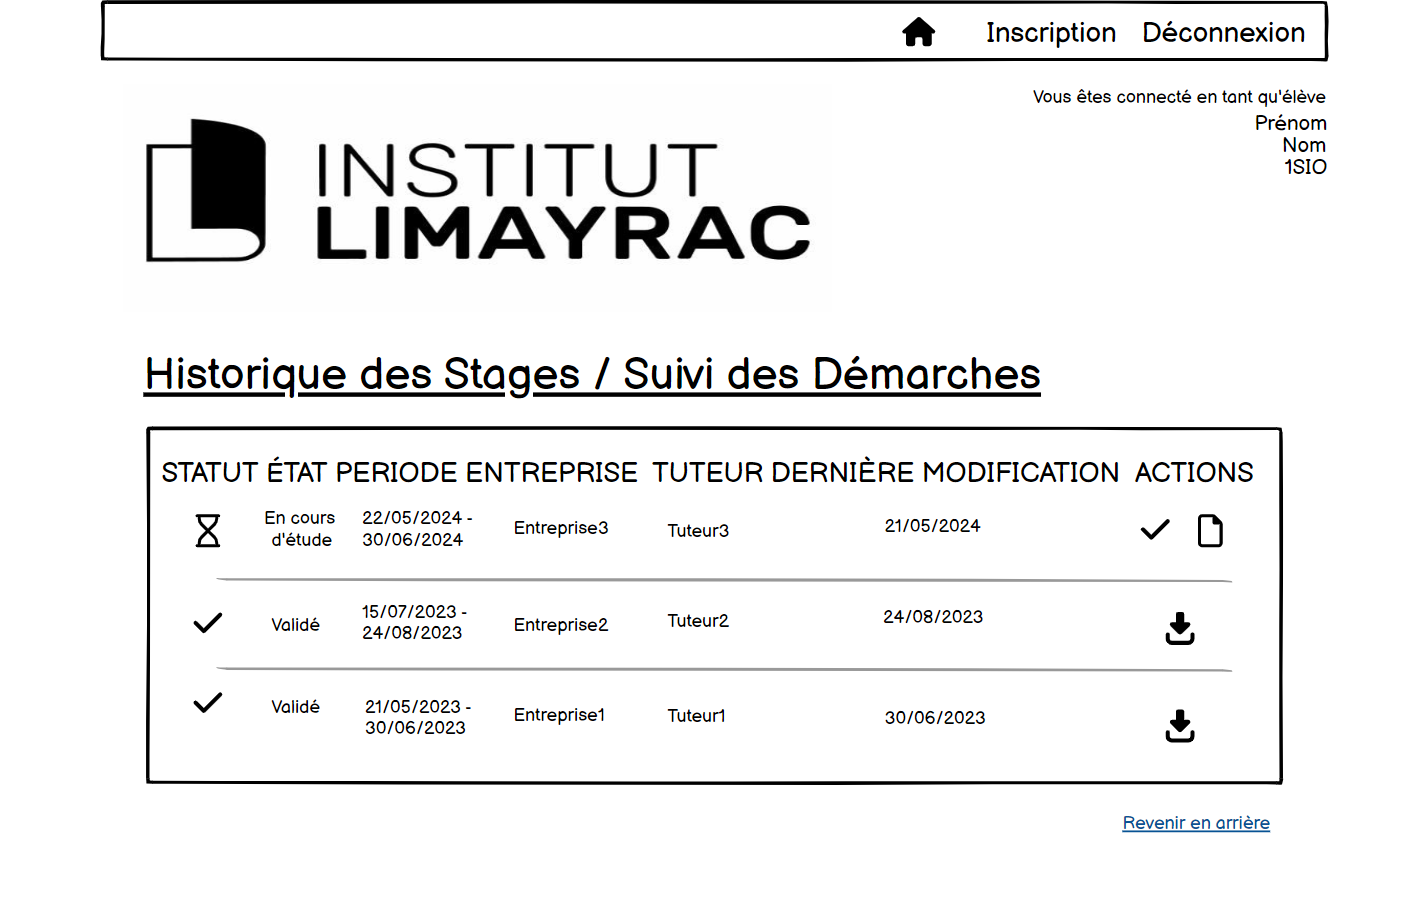 Inscription Déconnexion
Vous êtes connecté en tant qu'élève
Prénom
Nom
1SIO
INSTITUT
LIMAYRAC
Historique des Stages / Suivi des Démarches
STATUT ÉTAT PERIODE ENTREPRISE TUTEUR DERNIÈRE MODIFICATION ACTIONS
En cours d'étude 22/05/2024 - 30/06/2024 Entreprise3 Tuteur3 21/05/2024
Validé 15/07/2023 - 24/08/2023 Entreprise2 Tuteur2 24/08/2023
Validé 21/05/2023 - 30/06/2023 Entreprise1 Tuteur1 30/06/2023
Revenir en arrière